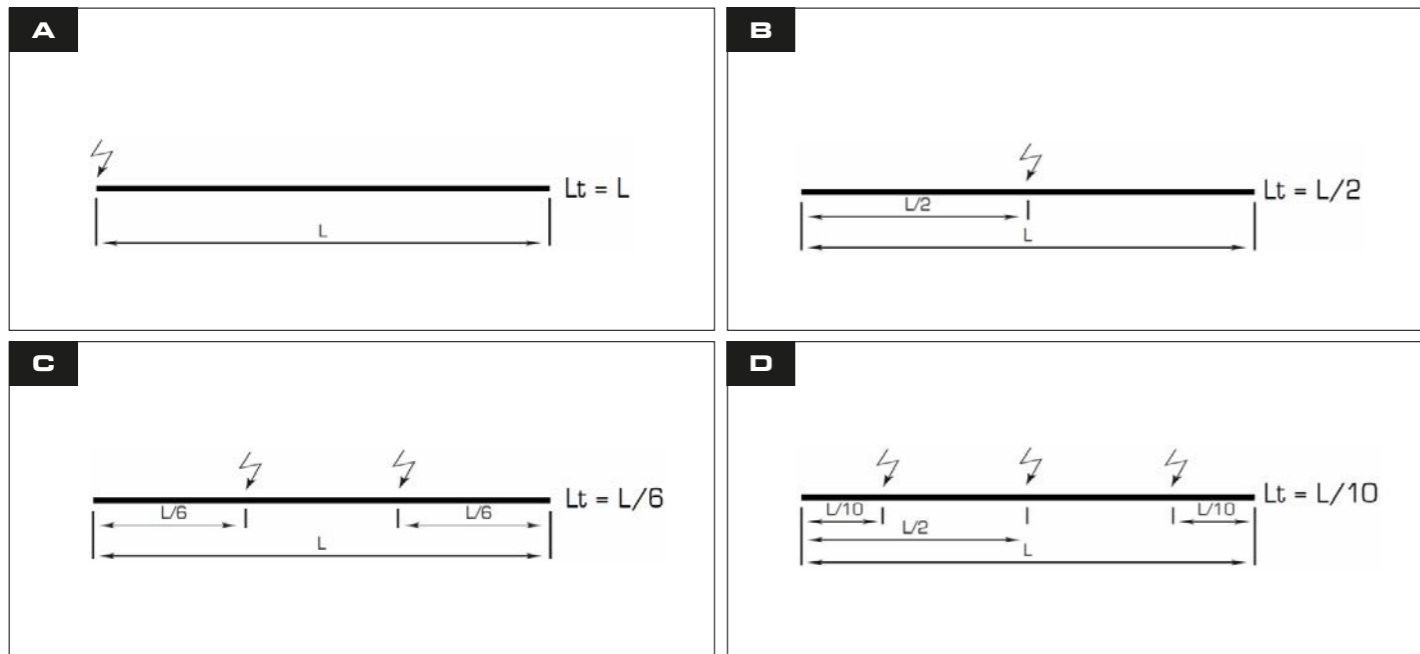 A
Lt = L
L
B
Lt = L/2
L/2
L
C
Lt = L/6
L/6 L/6
L
D
Lt = L/10
L/10 L/10
L/2
L